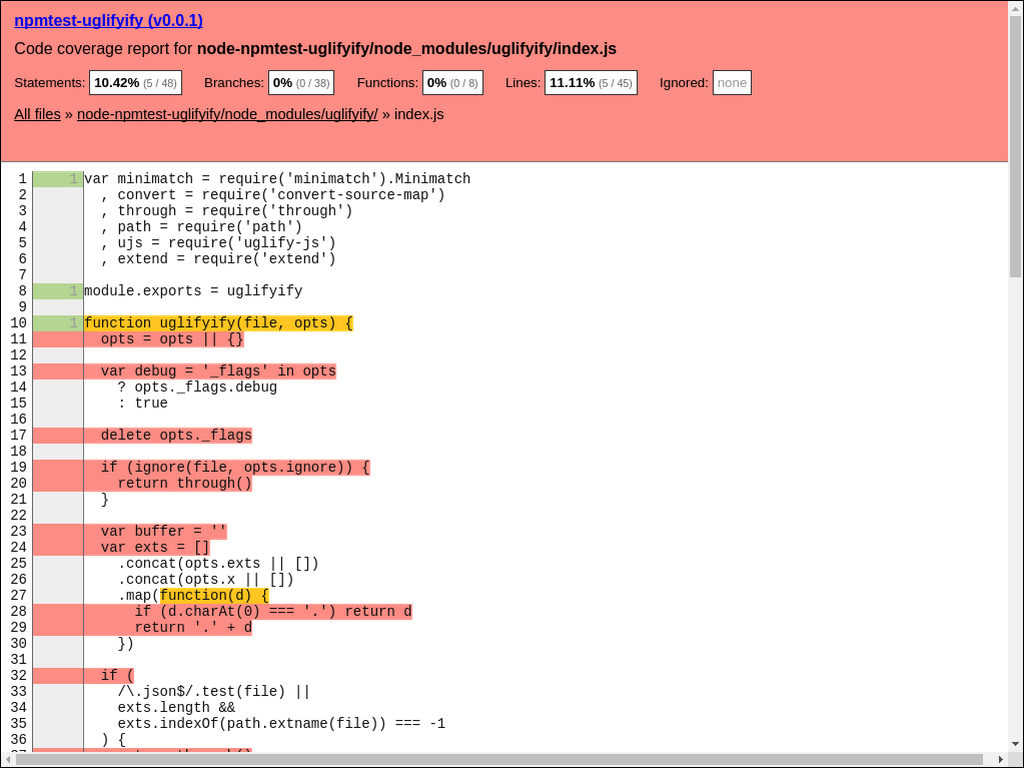 npmtest-uglifyify (v0.0.1)
Code coverage report for node-npmtest-uglifyify/node_modules/uglifyify/index.js
Statements: 10.42% (5 / 48) Branches: 0% (0 / 38) Functions: 0% (0 / 8) Lines: 11.11% (5 / 45) Ignored: none
All files » node-npmtest-uglifyify/node_modules/uglifyify/ » index.js
1 1 var minimatch = require('minimatch').Minimatch
2   , convert = require('convert-source-map')
3   , through = require('through')
4   , path = require('path')
5   , ujs = require('uglify-js')
6   , extend = require('extend')
7
8 1 module.exports = uglifyify
9
10 1 function uglifyify(file, opts) {
11   opts = opts || {}
12
13   var debug = '_flags' in opts
14     ? opts._flags.debug
15     : true
16
17   delete opts._flags
18
19   if (ignore(file, opts.ignore)) {
20     return through()
21   }
22
23   var buffer = ''
24   var exts = []
25     .concat(opts.exts || [])
26     .concat(opts.x || [])
27     .map(function(d) {
28       if (d.charAt(0) === '.') return d
29       return '.' + d
30     })
31
32   if (
33     /\.json$/.test(file) ||
34     exts.length &&
35     exts.indexOf(path.extname(file)) === -1
36   ) {